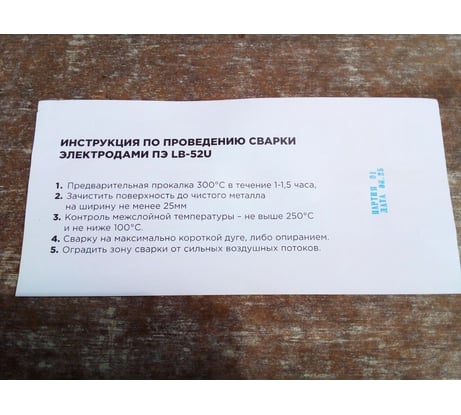 ИНСТРУКЦИЯ ПО ПРОВЕДЕНИЮ СВАРКИ
ЭЛЕКТРОДАМИ ПЭ LB-52U
1. Предварительная прокалка 300°С в течение 1-1,5 часа,
2. Зачистить поверхность до чистого металла
на ширину не менее 25мм
3. Контроль межслойной температуры – не выше 250°С
и не ниже 100°С.
4. Сварку на максимально короткой дуге, либо опиранием.
5. Оградить зону сварки от сильных воздушных потоков.
ПАРТИЯ 01
ДАТА